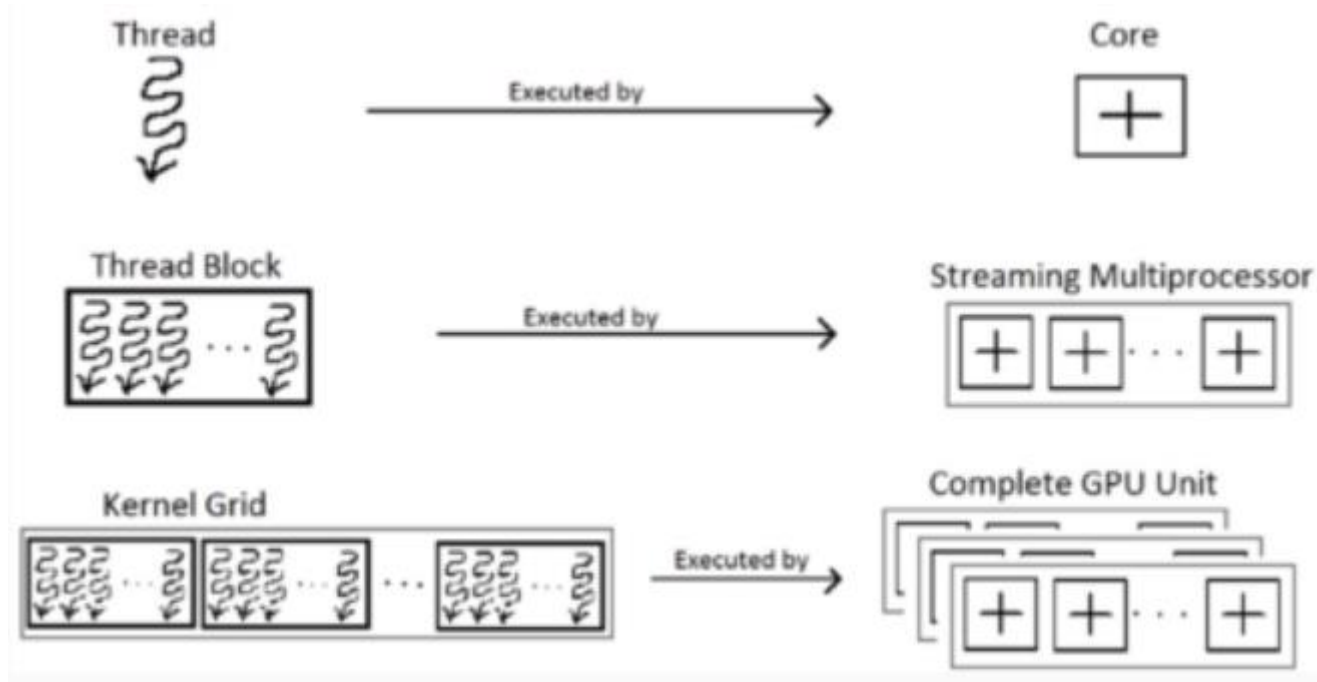 Thread
Core
Executed by
Thread Block
Streaming Multiprocessor
Executed by
Kernel Grid
Complete GPU Unit
Executed by